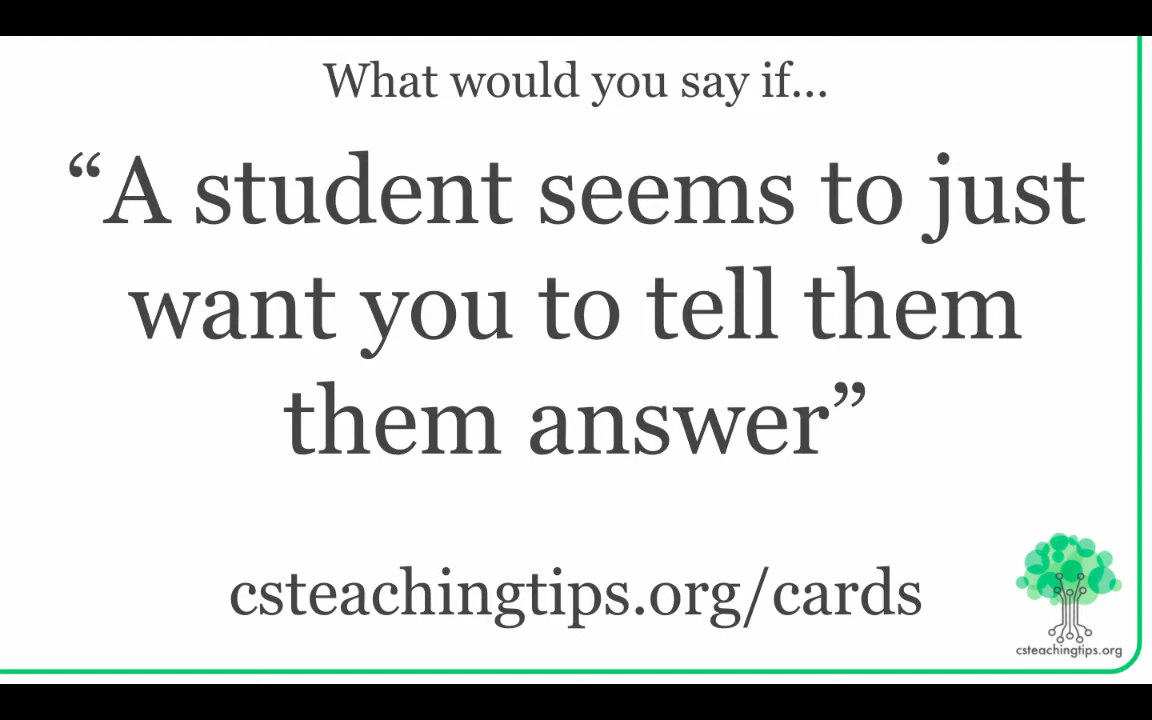 What would you say if...
“A student seems to just
want you to tell them
them answer”
csteachingtips.org/cards
csteachingtips.org